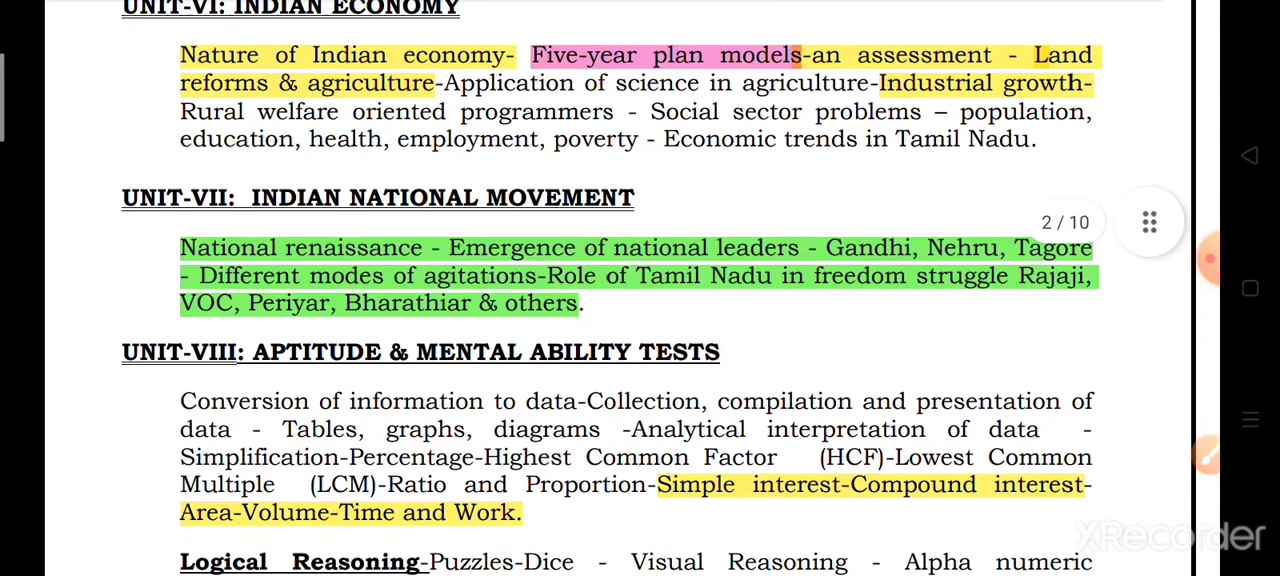 UNIT-VI: INDIAN ECONOMY
Nature of Indian economy- Five-year plan models-an assessment - Land
reforms & agriculture-Application of science in agriculture-Industrial growth-
Rural welfare oriented programmers - Social sector problems – population,
education, health, employment, poverty - Economic trends in Tamil Nadu.
UNIT-VII: INDIAN NATIONAL MOVEMENT
2 / 10
National renaissance - Emergence of national leaders - Gandhi, Nehru, Tagore
- Different modes of agitations-Role of Tamil Nadu in freedom struggle Rajaji,
VOC, Periyar, Bharathiar & others.
UNIT-VIII: APTITUDE & MENTAL ABILITY TESTS
Conversion of information to data-Collection, compilation and presentation of
data - Tables, graphs, diagrams -Analytical interpretation of data -
Simplification-Percentage-Highest Common Factor (HCF)-Lowest Common
Multiple (LCM)-Ratio and Proportion-Simple interest-Compound interest-
Area-Volume-Time and Work.
XRecorder
Logical Reasoning-Puzzles-Dice - Visual Reasoning - Alpha numeric